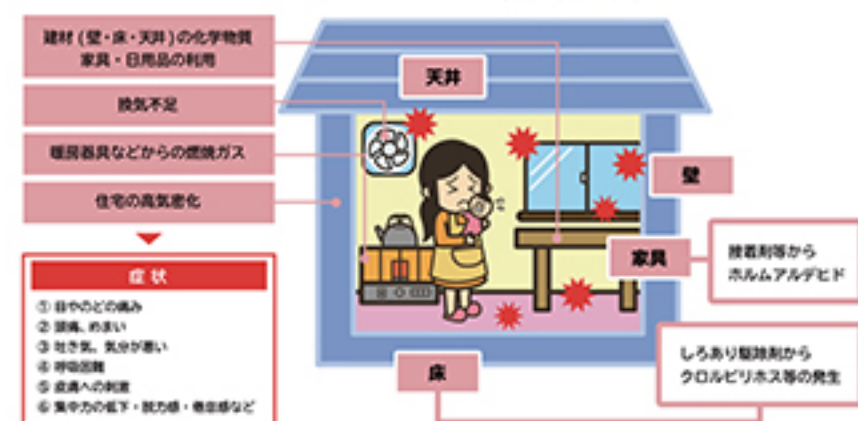 建材(壁・床・天井)の化学物質
家具・日用品の利用
換気不足
暖房器具などからの燃焼ガス
住宅の高気密化
症状
① 目やのどの痛み
② 頭痛、めまい
③ 吐き気、気分が悪い
④ 呼吸困難
⑤ 皮膚への刺激
⑥ 集中力の低下・脱力感・倦怠感など
天井
壁
家具
接着剤等から
ホルムアルデヒド
しろあり駆除剤から
クロルピリホス等の発生
床